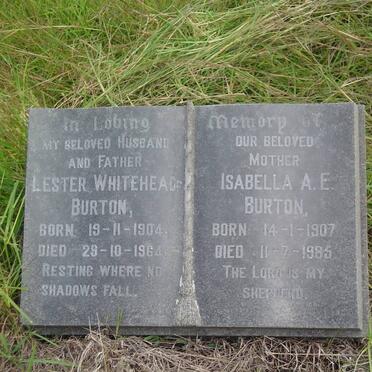 In Loving
My Beloved Husband
and Father
Lester Whitehead
Burton,
Born 19-11-1904.
Died 29-10-1964.
Resting where no
shadows fall.
Memory of
Our Beloved
Mother
Isabella A.E.
Burton,
Born 14-1-1907
Died 11-7-1985.
The Lord is my
shepherd.